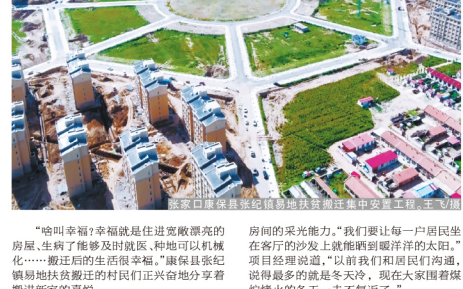 张家口康保县张纪镇易地扶贫搬迁集中安置工程。王飞/摄
“啥叫幸福?幸福就是住进宽敞漂亮的
房屋、生病了能够及时就医、种地可以机械
化……搬迁后的生活很幸福。”康保县张纪
镇易地扶贫搬迁的村民们正兴奋地分享着
搬进新家的喜悦
房间的采光能力。“我们要让每一户居民坐
在客厅的沙发上就能晒到暖洋洋的太阳。”
项目经理说道，“以前我们和居民们沟通，
说得最多的就是冬天冷，现在大家围着煤